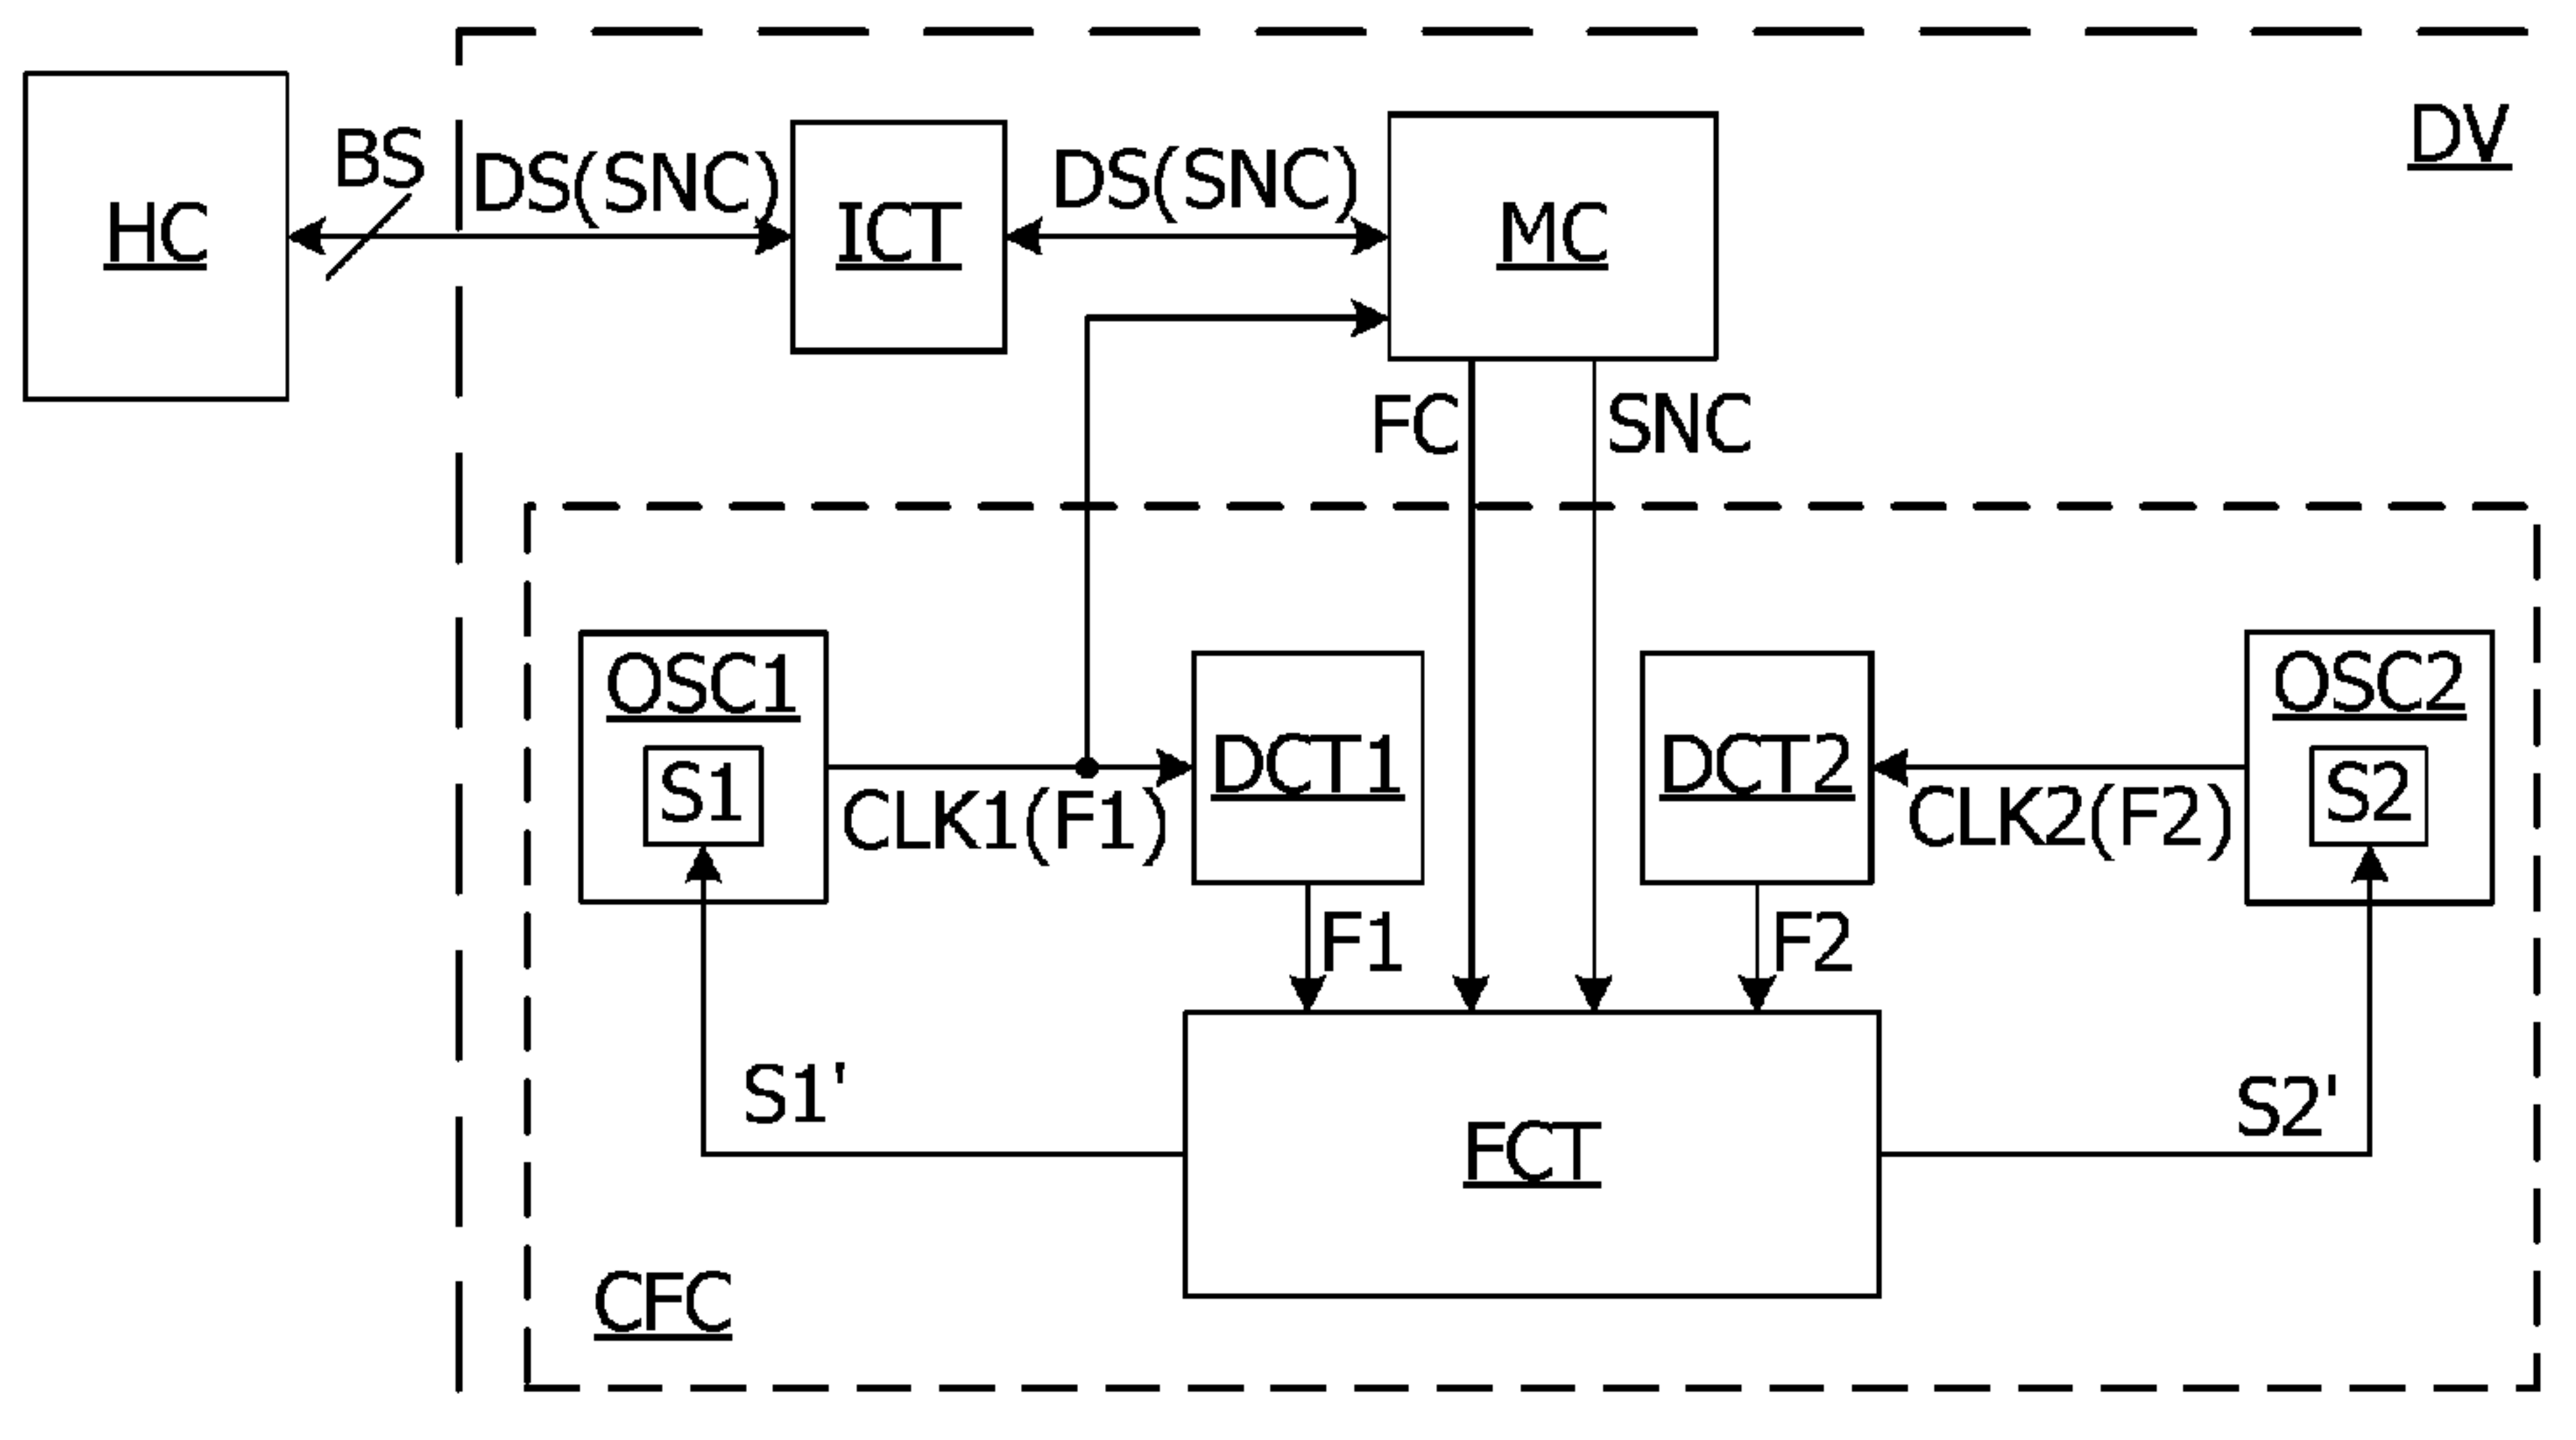 DV
HC
BS
DS(SNC)
ICT
DS(SNC)
MC
FC
SNC
OSC1
S1
CLK1(F1)
DCT1
DCT2
CLK2(F2)
OSC2
S2
F1
F2
S1'
S2'
FCT
CFC